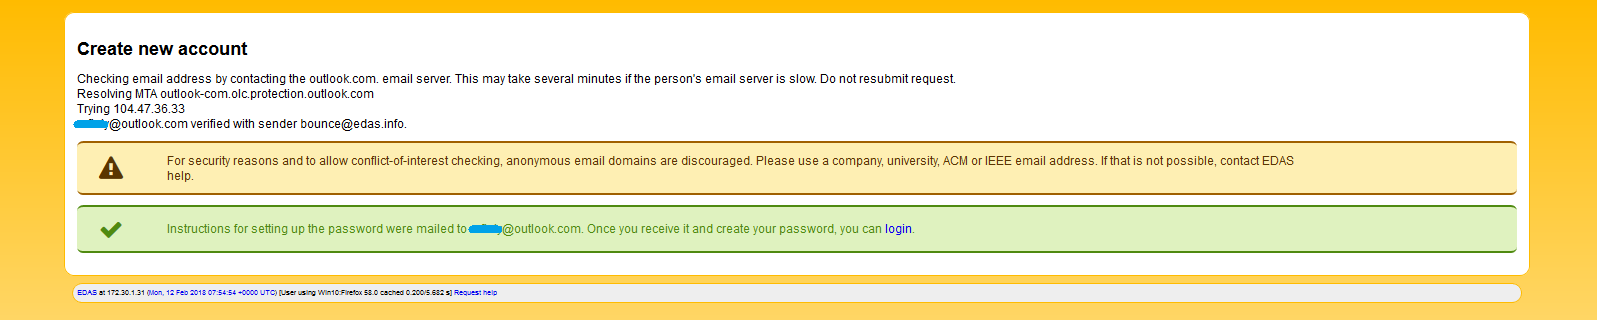 Create new account
Checking email address by contacting the outlook.com. email server. This may take several minutes if the person's email server is slow. Do not resubmit request.
Resolving MTA outlook-com.olc.protection.outlook.com
Trying 104.47.36.33
@outlook.com verified with sender bounce@edas.info.
For security reasons and to allow conflict-of-interest checking, anonymous email domains are discouraged. Please use a company, university, ACM or IEEE email address. If that is not possible, contact EDAS
help.
Instructions for setting up the password were mailed to @outlook.com. Once you receive it and create your password, you can login.
EDAS at 172.30.1.31 (Mon, 12 Feb 2018 07:54:54 +0000 UTC) [User using Win10:Firefox 58.0 cached 0.200/5.682 s] Request help